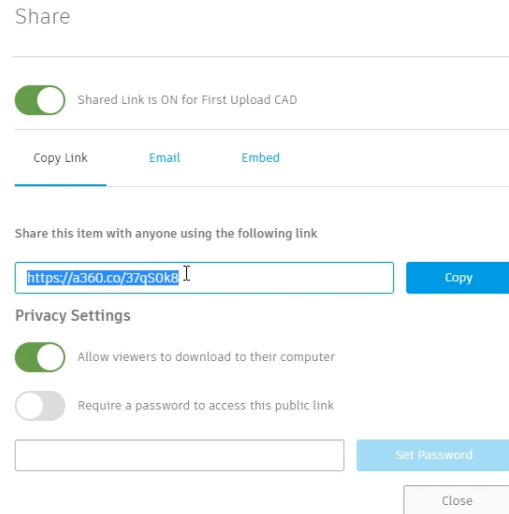 Share
Shared Link is ON for First Upload CAD
Copy Link Email Embed
Share this item with anyone using the following link
https://a360.co/37qS0k8 Copy
Privacy Settings
Allow viewers to download to their computer
Require a password to access this public link
Set Password
Close